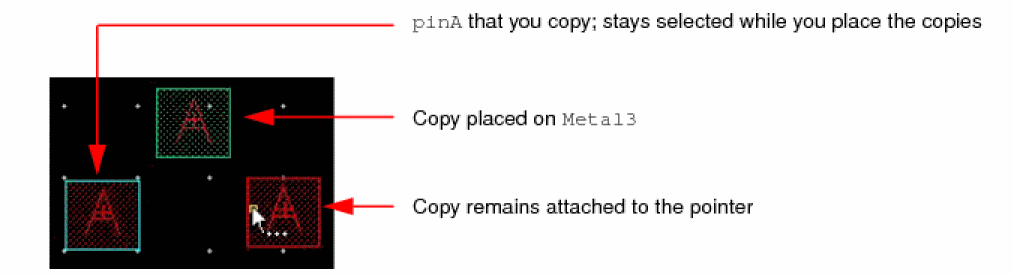 pinA that you copy; stays selected while you place the copies
A
Copy placed on Metal3
A
A
Copy remains attached to the pointer